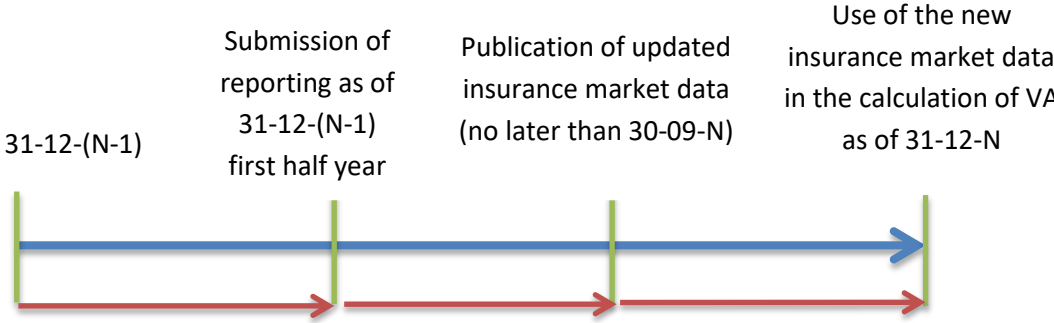 31-12-(N-1)
Submission of
reporting as of
31-12-(N-1)
first half year
Publication of updated
insurance market data
(no later than 30-09-N)
Use of the new
insurance market data
in the calculation of VA
as of 31-12-N